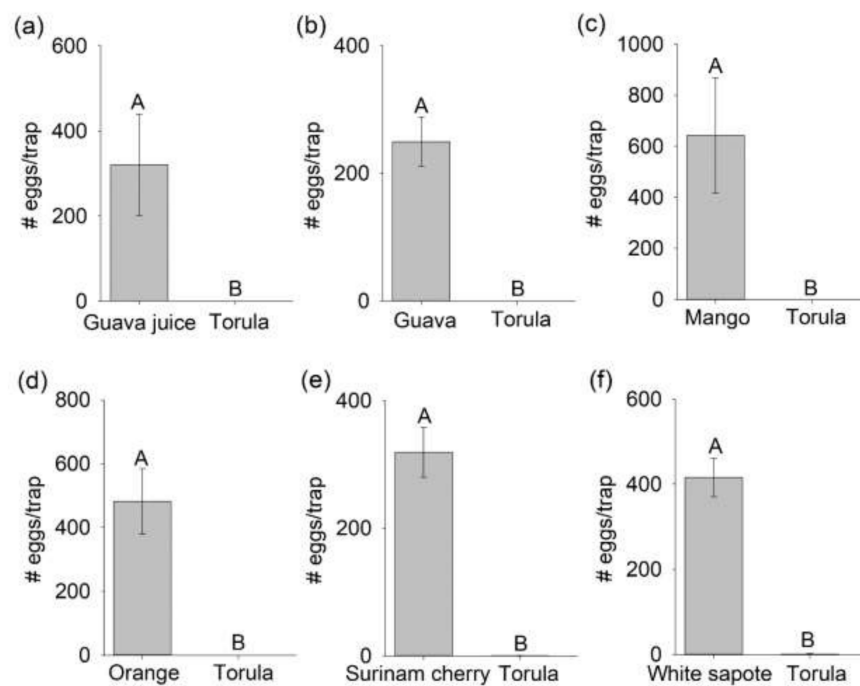 (a)
600
400
200
0
# eggs/trap
A
B
Guava juice Torula
(b)
400
200
0
# eggs/trap
A
B
Guava Torula
(c)
1000
800
600
400
200
0
# eggs/trap
A
B
Mango Torula
(d)
800
600
400
200
0
# eggs/trap
A
B
Orange Torula
(e)
400
200
0
# eggs/trap
A
B
Surinam cherry Torula
(f)
600
400
200
0
# eggs/trap
A
B
White sapote Torula